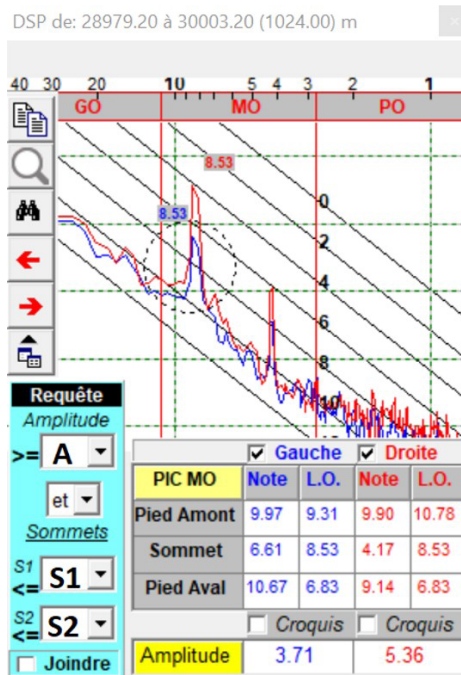 DSP de: 28979.20 à 30003.20 (1024.00) m
40 30 20 10 5 4 3 2 1
GO MO PO
8.53
8.53
0
2
4
6
8
10
Requête
Amplitude
>= A
et
Sommets
S1
<= S1
S2
<= S2
Joindre
Gauche Droite
PIC MO Note L.O. Note L.O.
Pied Amont 9.97 9.31 9.90 10.78
Sommet 6.61 8.53 4.17 8.53
Pied Aval 10.67 6.83 9.14 6.83
Croquis Croquis
Amplitude 3.71 5.36